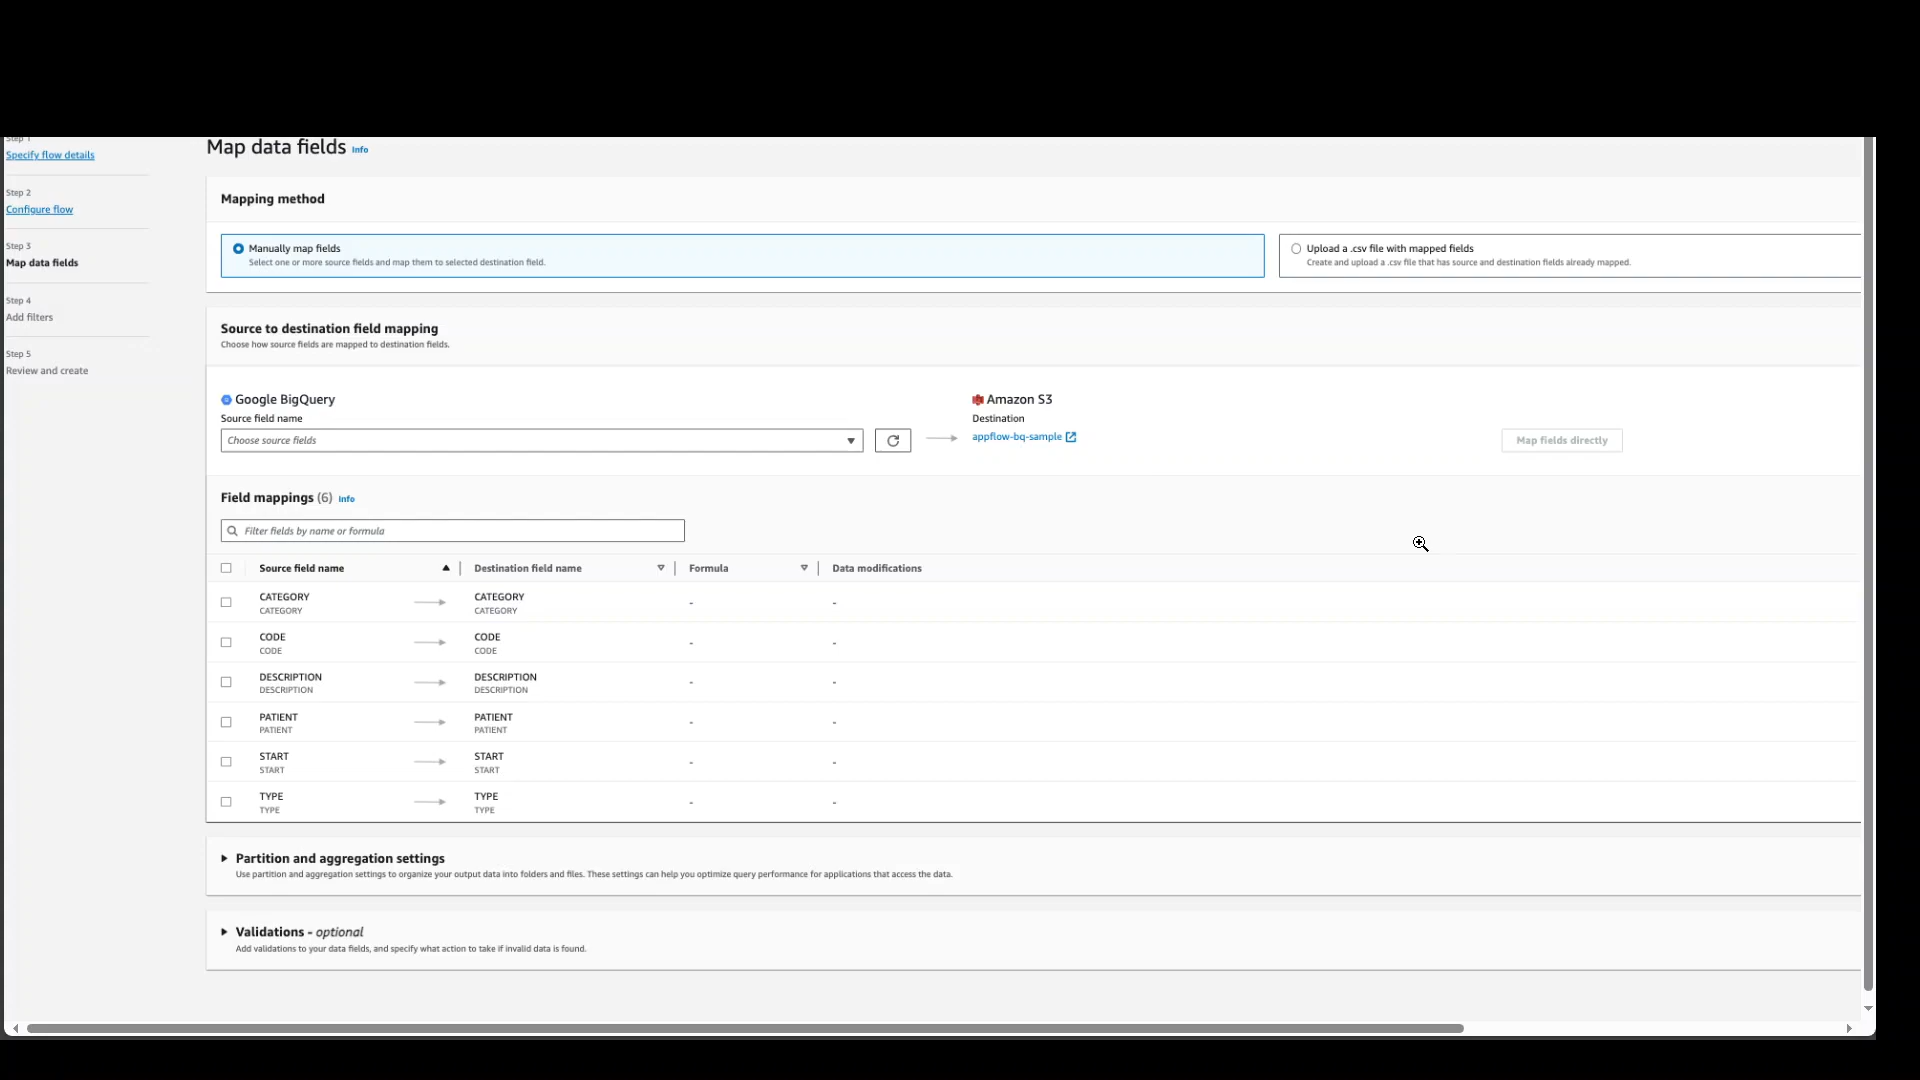 Step 1
Specify flow details
Step 2
Configure flow
Step 3
Map data fields
Step 4
Add filters
Step 5
Review and create
Map data fields Info
Mapping method
Manually map fields
Select one or more source fields and map them to selected destination field.
Upload a .csv file with mapped fields
Create and upload a .csv file that has source and destination fields already mapped.
Source to destination field mapping
Choose how source fields are mapped to destination fields.
Google BigQuery
Source field name
Choose source fields
Amazon S3
Destination
appflow-bq-sample
Map fields directly
Field mappings (6) Info
Filter fields by name or formula
Source field name Destination field name Formula Data modifications
CATEGORY CATEGORY - -
CATEGORY CATEGORY
CODE CODE - -
CODE CODE
DESCRIPTION DESCRIPTION - -
DESCRIPTION DESCRIPTION
PATIENT PATIENT - -
PATIENT PATIENT
START START - -
START START
TYPE TYPE - -
TYPE TYPE
Partition and aggregation settings
Use partition and aggregation settings to organize your output data into folders and files. These settings can help you optimize query performance for applications that access the data.
Validations - optional
Add validations to your data fields, and specify what action to take if invalid data is found.